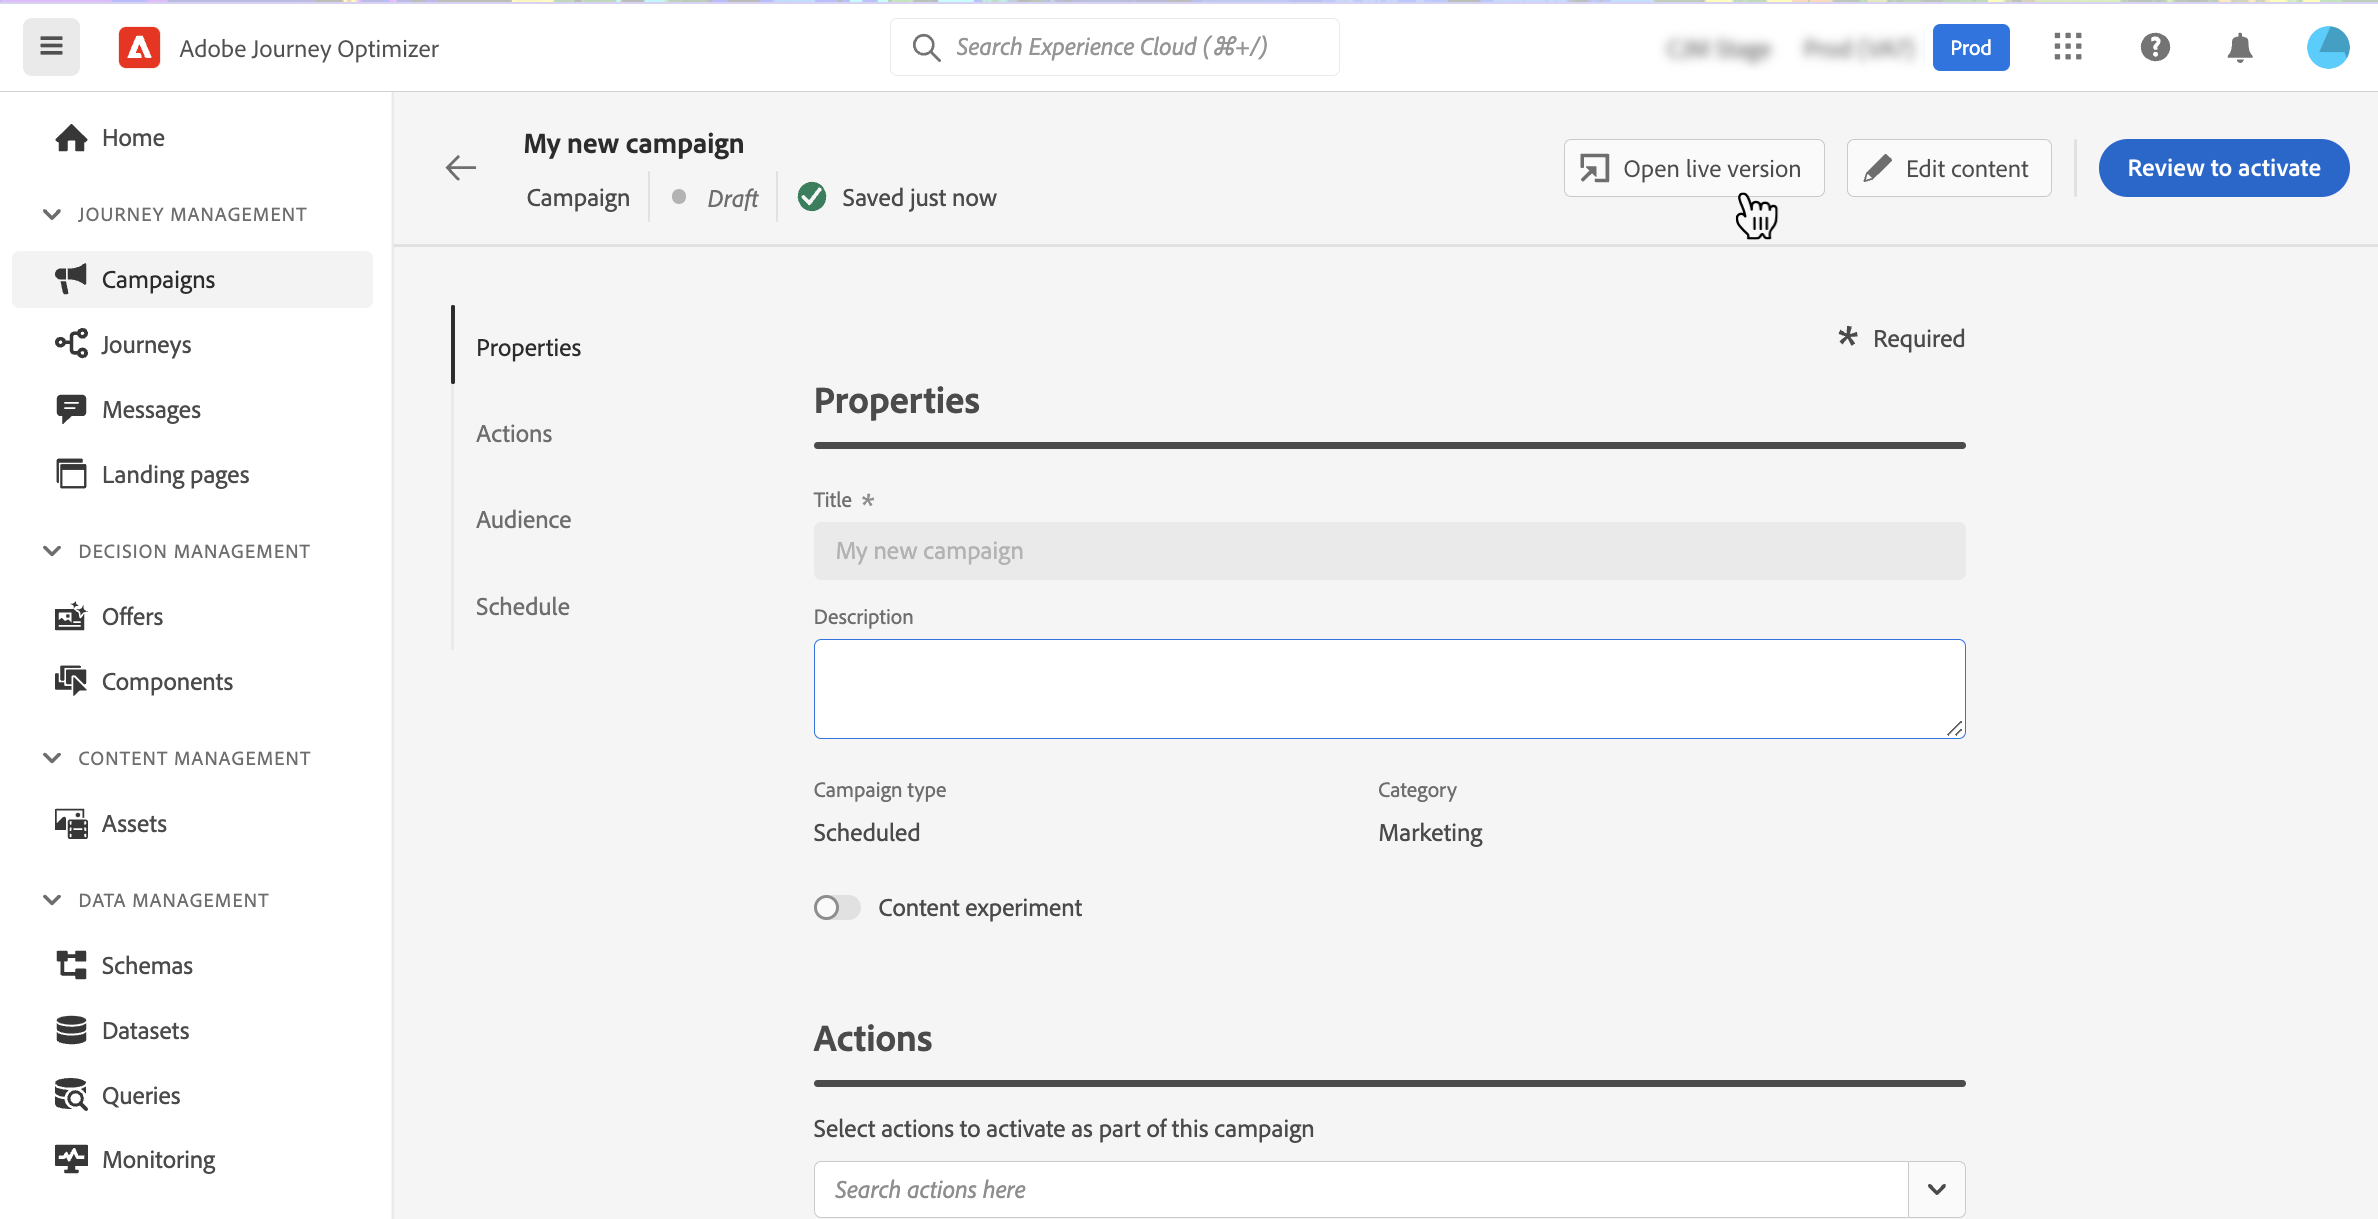 Adobe Journey Optimizer
Search Experience Cloud (⌘+/)
Prod
Home
JOURNEY MANAGEMENT
Campaigns
Journeys
Messages
Landing pages
DECISION MANAGEMENT
Offers
Components
CONTENT MANAGEMENT
Assets
DATA MANAGEMENT
Schemas
Datasets
Queries
Monitoring
My new campaign
Campaign Draft Saved just now
Open live version
Edit content
Review to activate
Properties
Actions
Audience
Schedule
* Required
Properties
Title *
My new campaign
Description
Campaign type
Scheduled
Category
Marketing
Content experiment
Actions
Select actions to activate as part of this campaign
Search actions here